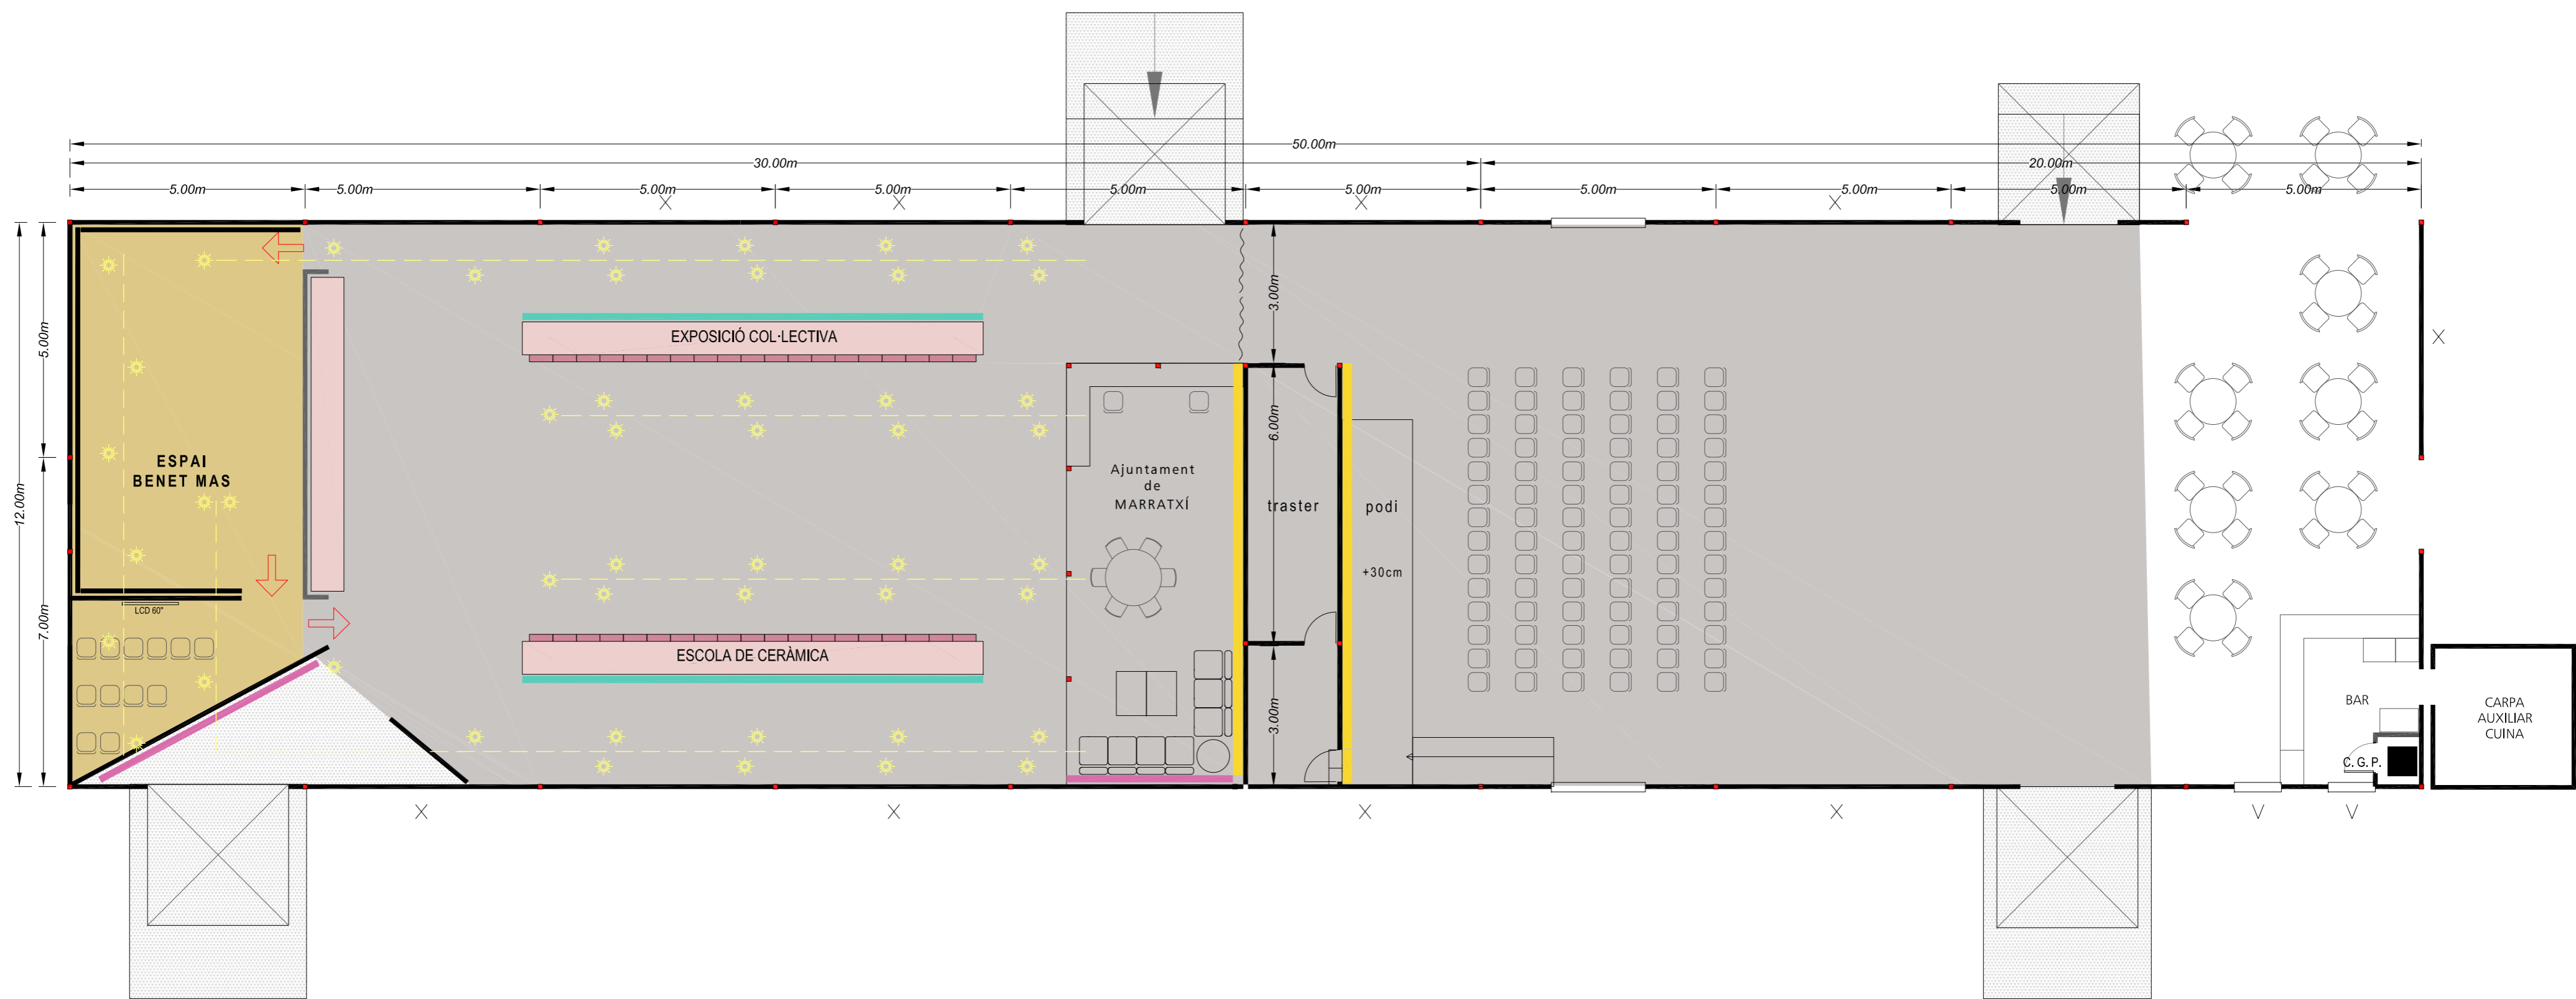 50.00m
30.00m
20.00m
5.00m
5.00m
5.00m
5.00m
5.00m
5.00m
5.00m
5.00m
5.00m
5.00m
X
X
X
X
12.00m
5.00m
7.00m
3.00m
6.00m
3.00m
EXPOSICIÓ COL·LECTIVA
X
ESPAI
BENET MAS
Ajuntament
de
MARRATXÍ
traster
podi
+30cm
LCD 60"
ESCOLA DE CERÀMICA
BAR
C.G.P.
CARPA
AUXILIAR
CUINA
X
X
X
X
V
V